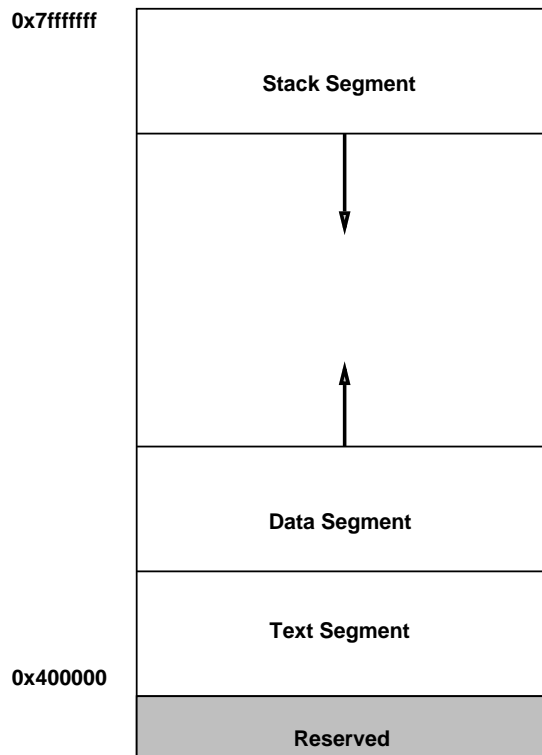 0x7fffffff
Stack Segment
Data Segment
Text Segment
0x400000
Reserved